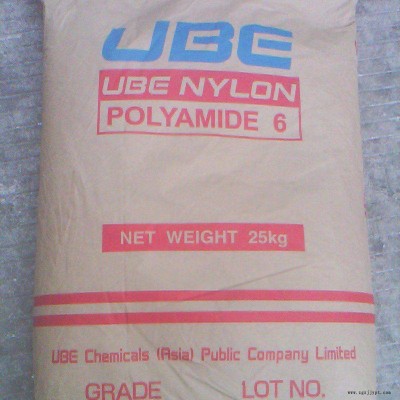 UBE
UBE NYLON
POLYAMIDE 6
NET WEIGHT 25kg
UBE Chemicals (Asia) Public Company Limited
GRADE LOT NO.